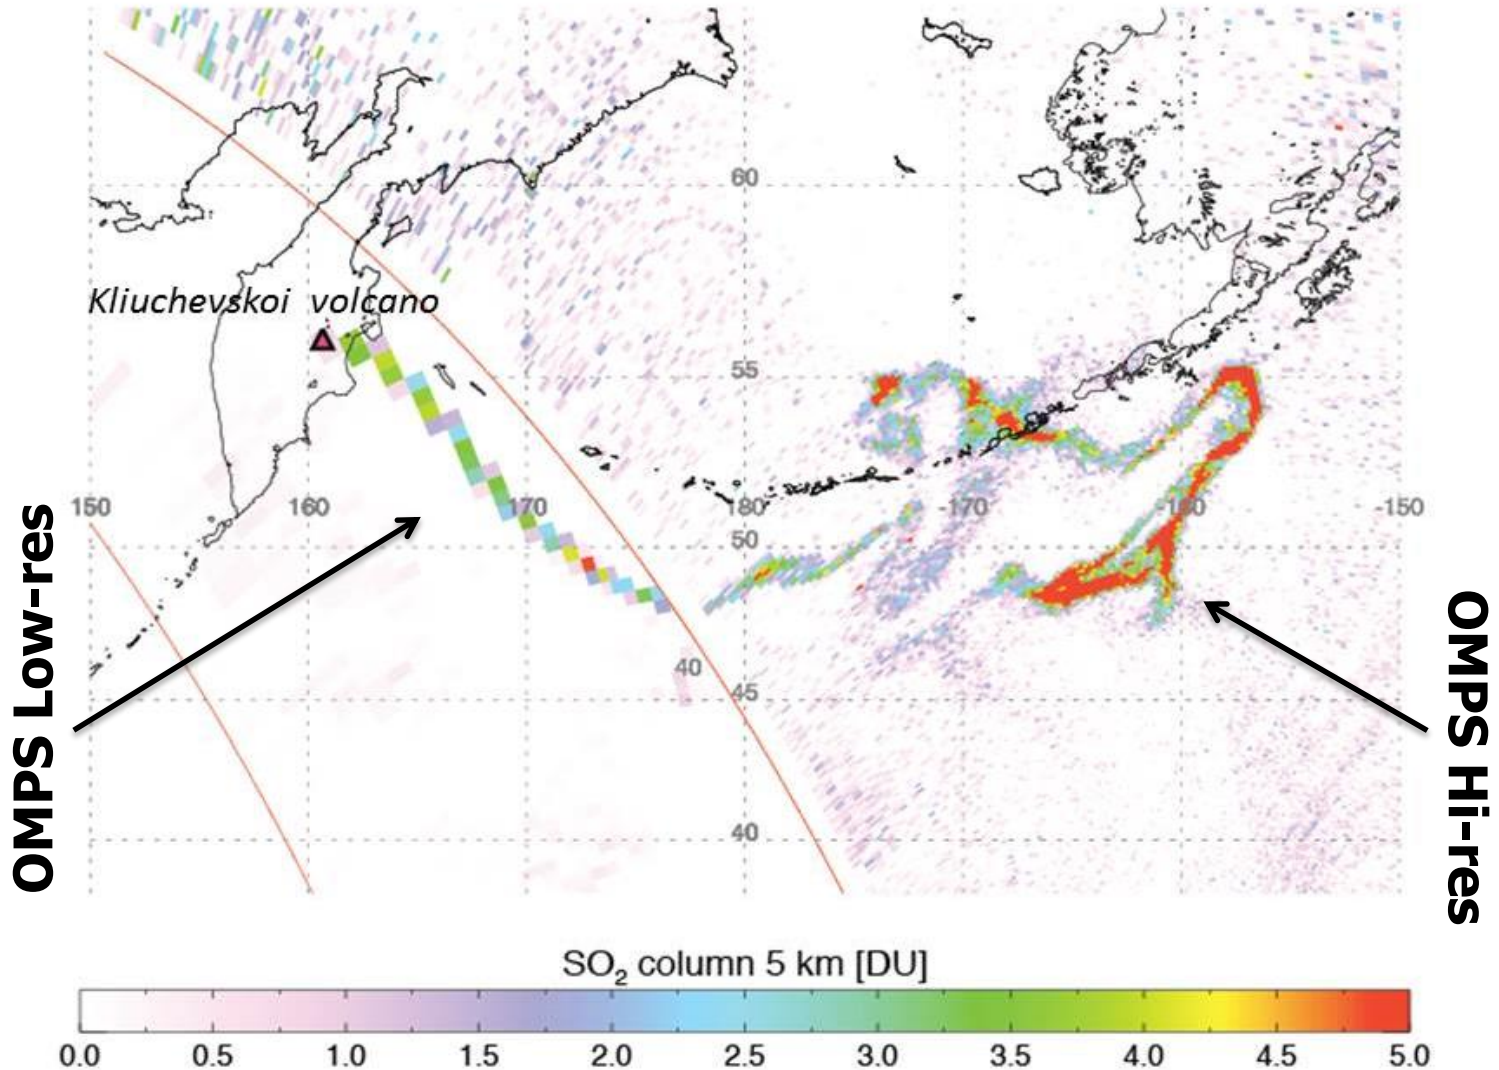 60
Kliuchevskoi volcano
55
150
160
170
180
-170
-160
-150
50
40
45
40
OMPS Low-res
OMPS Hi-res
SO₂ column 5 km [DU]
0.0 0.5 1.0 1.5 2.0 2.5 3.0 3.5 4.0 4.5 5.0